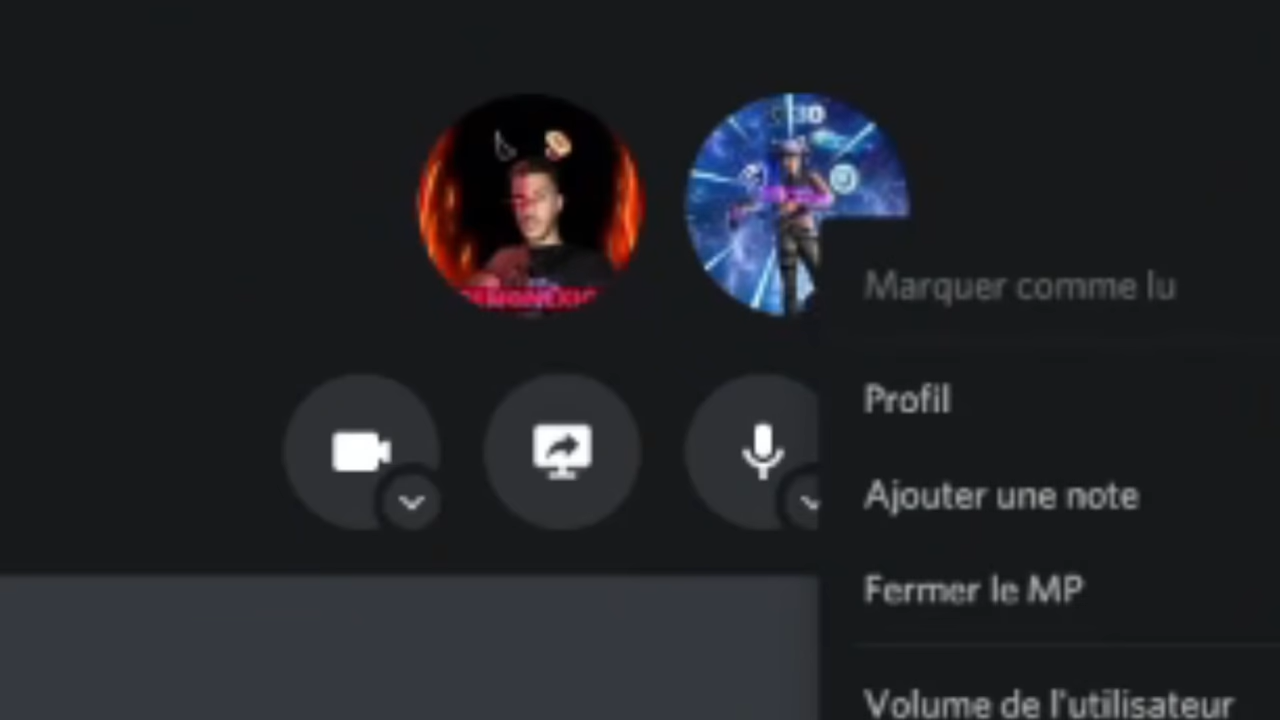 Marquer comme lu
Profil
Ajouter une note
Fermer le MP
Volume de l'utilisateur